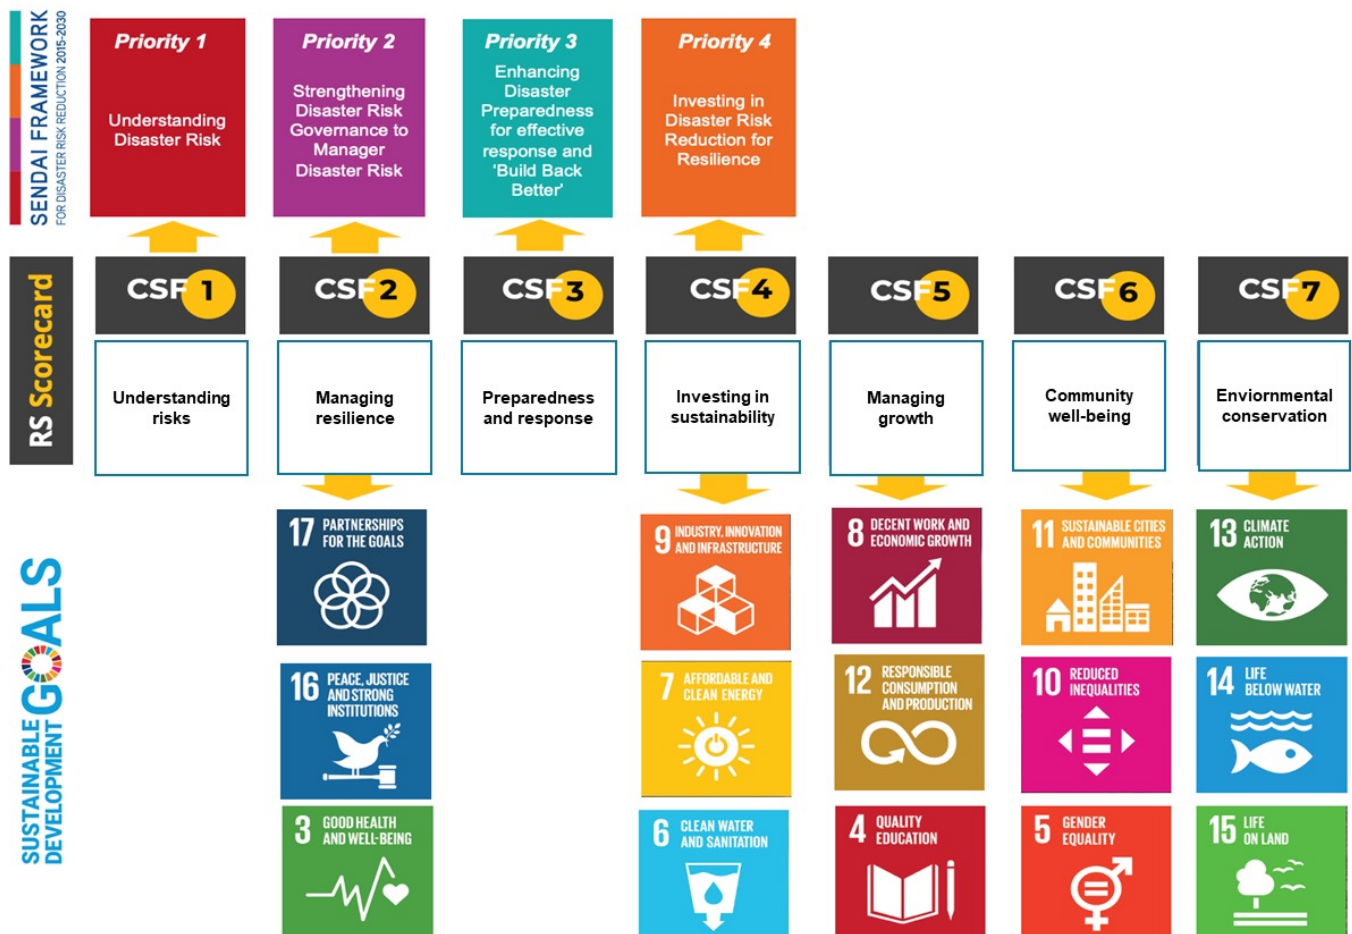 SENDAI FRAMEWORK
FOR DISASTER RISK REDUCTION 2015-2030
Priority 1
Understanding
Disaster Risk
Priority 2
Strengthening
Disaster Risk
Governance to
Manager
Disaster Risk
Priority 3
Enhancing
Disaster
Preparedness
for effective
response and
'Build Back
Better'
Priority 4
Investing in
Disaster Risk
Reduction for
Resilience
RS Scorecard
CSF 1
CSF 2
CSF 3
CSF 4
CSF 5
CSF 6
CSF 7
Understanding
risks
Managing
resilience
Preparedness
and response
Investing in
sustainability
Managing
growth
Community
well-being
Enviornmental
conservation
SUSTAINABLE
DEVELOPMENT
GOALS
17 PARTNERSHIPS
FOR THE GOALS
9 INDUSTRY, INNOVATION
AND INFRASTRUCTURE
8 DECENT WORK AND
ECONOMIC GROWTH
11 SUSTAINABLE CITIES
AND COMMUNITIES
13 CLIMATE
ACTION
16 PEACE, JUSTICE
AND STRONG
INSTITUTIONS
7 AFFORDABLE AND
CLEAN ENERGY
12 RESPONSIBLE
CONSUMPTION
AND PRODUCTION
10 REDUCED
INEQUALITIES
14 LIFE
BELOW WATER
3 GOOD HEALTH
AND WELL-BEING
6 CLEAN WATER
AND SANITATION
4 QUALITY
EDUCATION
5 GENDER
EQUALITY
15 LIFE
ON LAND